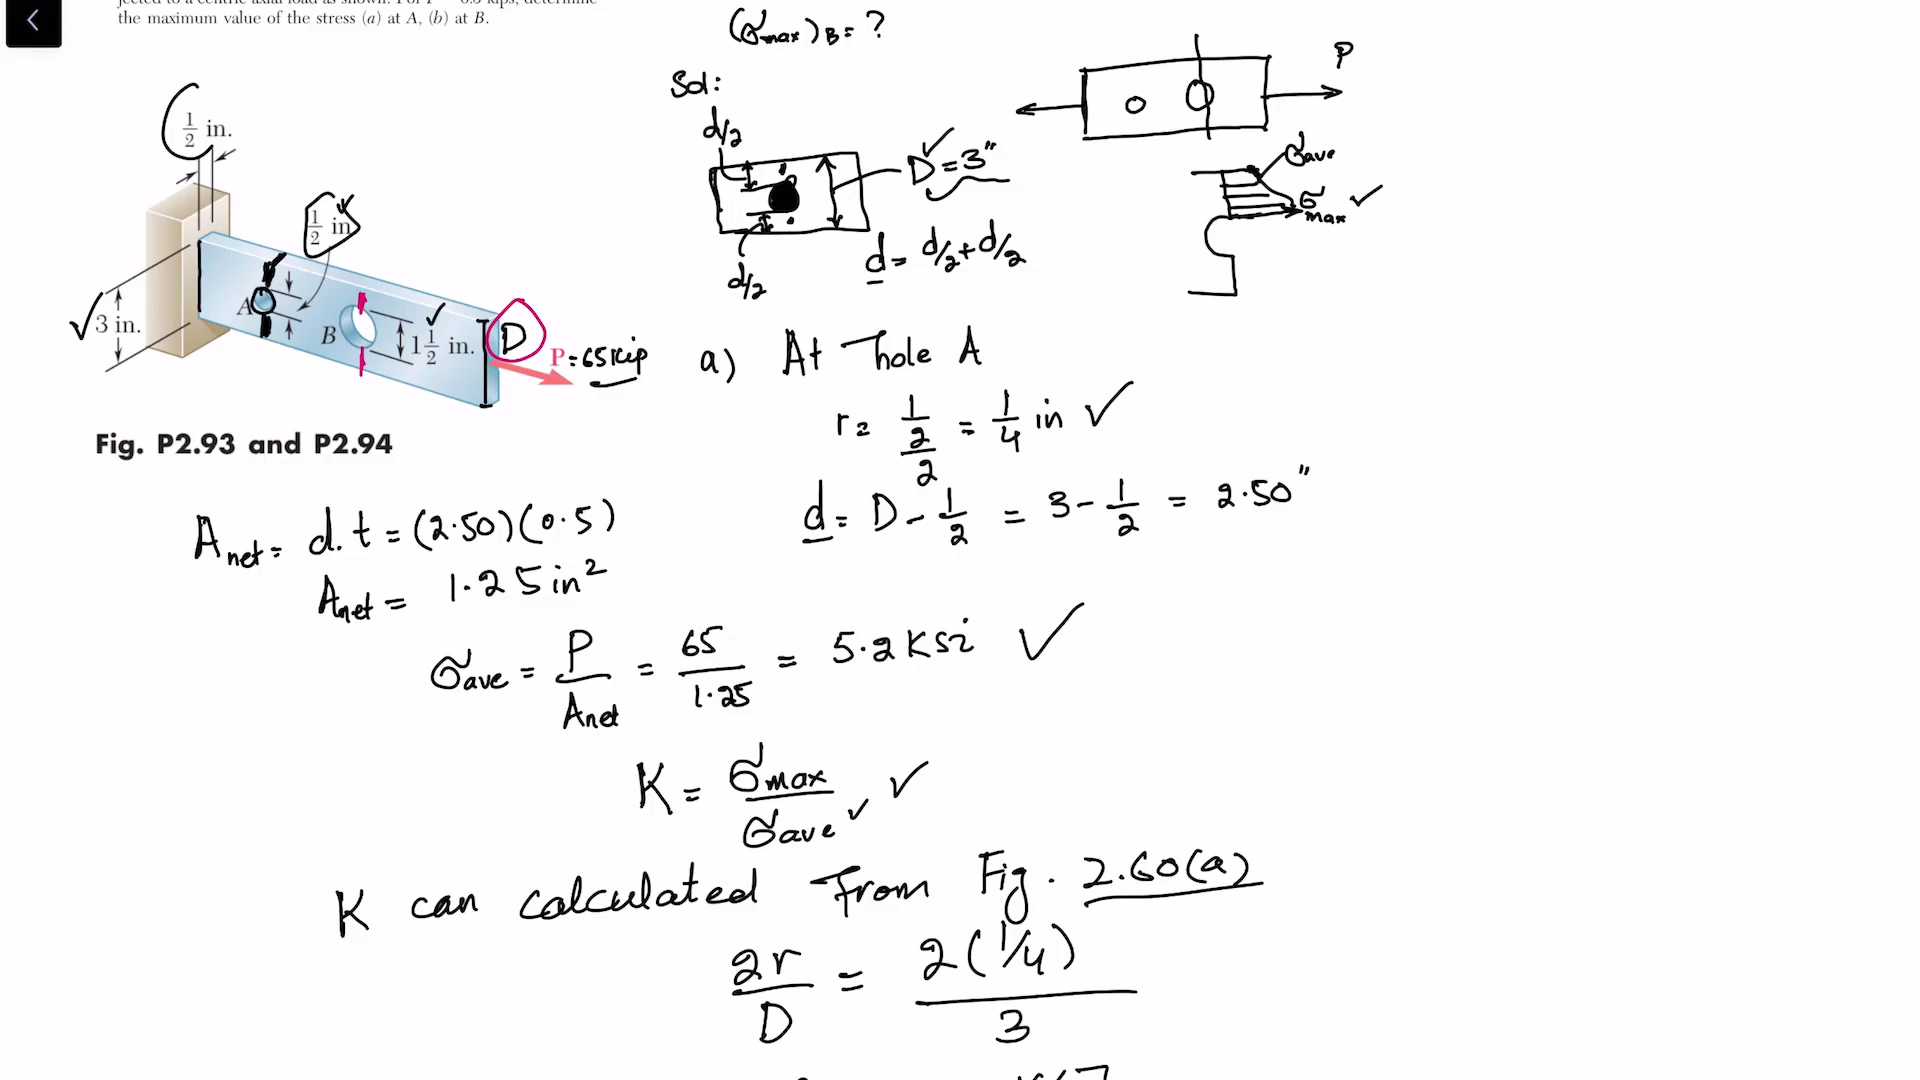 the maximum value of the stress (a) at A, (b) at B.
(σmax)B = ?
Sol:
P
1/2 in.
d/2
D = 3"
σave
σmax
1/2 in
d = d/2 + d/2
d/2
A
3 in.
B
1 1/2 in.
D
P = 65 kip
a) At hole A
r = 1/2/2 = 1/4 in
Fig. P2.93 and P2.94
d = D - 1/2 = 3 - 1/2 = 2.50"
Anet = d.t = (2.50)(0.5)
Anet = 1.25 in²
σave = P/Anet = 65/1.25 = 5.2 Ksi
K = σmax/σave
K can calculated from Fig. 2.60(a)
2r/D = 2(1/4)/3